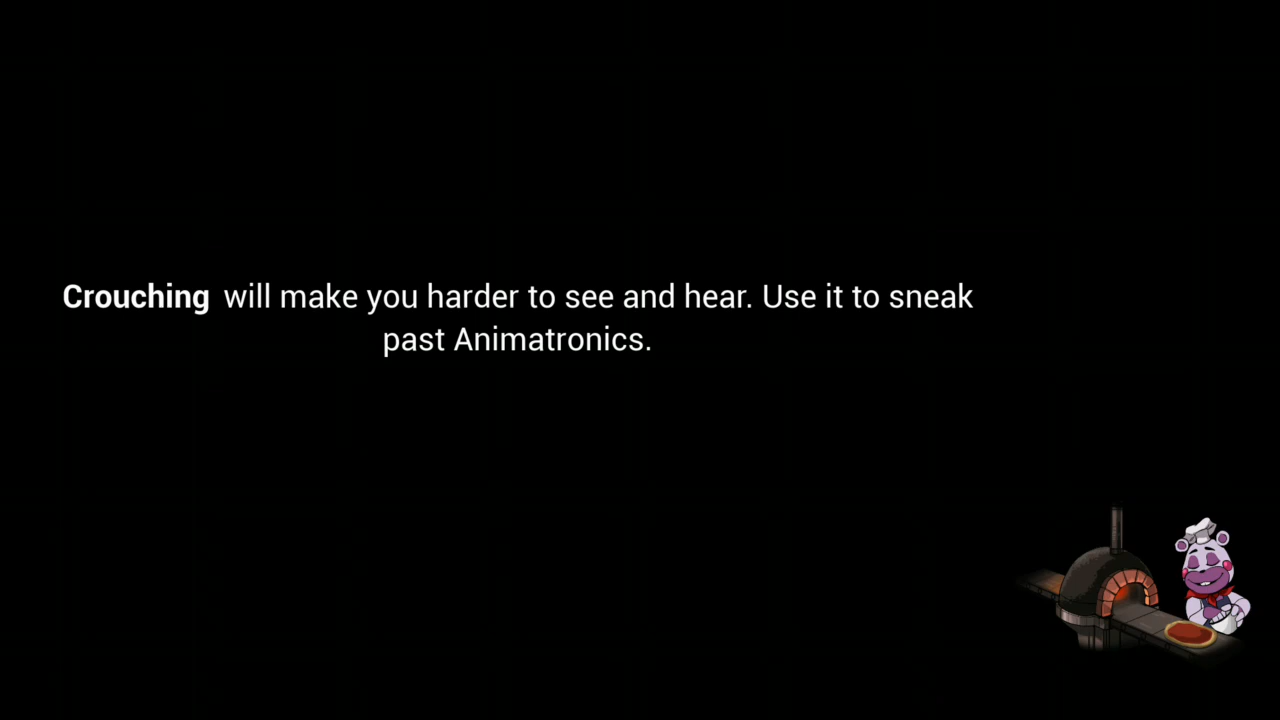 Crouching will make you harder to see and hear. Use it to sneak
past Animatronics.